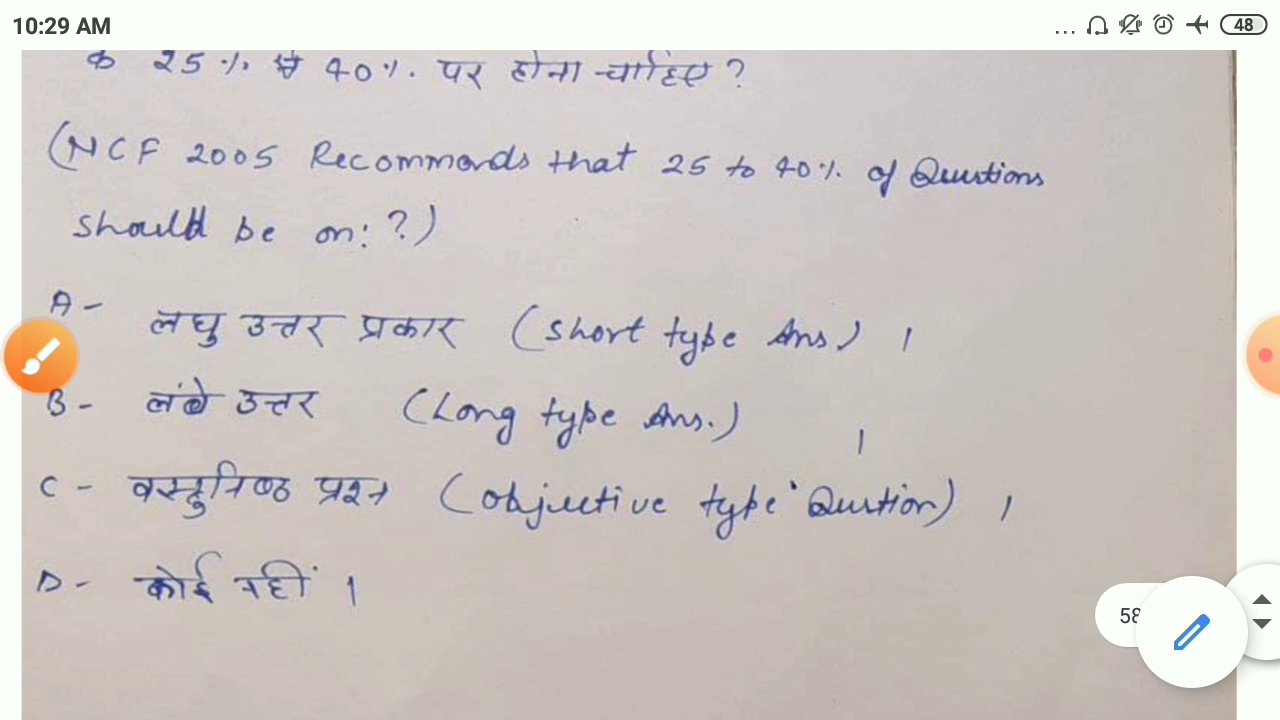 10:29 AM
... 48
के 25% से 40% पर होना चाहिए ?
(NCF 2005 Recommends that 25 to 40% of Questions
should be on: ?)
A - लघु उत्तर प्रकार (short type Ans) ।
B - लंबे उत्तर (Long type Ans.) ।
C - वस्तुनिष्ठ प्रश्न (objective type Question) ।
D - कोई नहीं ।
58